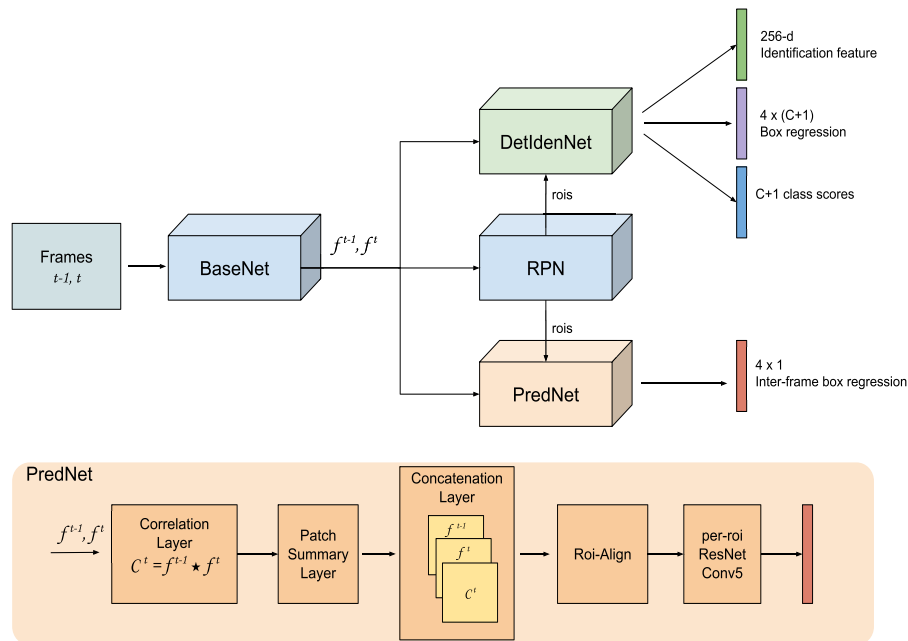 256-d
Identification feature
4 x (C+1)
Box regression
DetIdenNet
C+1 class scores
rois
Frames
t-1, t
BaseNet
f^{t-1}, f^t
RPN
rois
4 x 1
Inter-frame box regression
PredNet
PredNet
Concatenation
Layer
f^{t-1}, f^t
Correlation
Layer
C^t = f^{t-1} ★ f^t
Patch
Summary
Layer
f^{t-1}
f^t
C^t
Roi-Align
per-roi
ResNet
Conv5